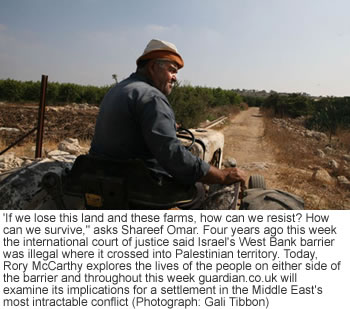 'If we lose this land and these farms, how can we resist? How
can we survive,'' asks Shareef Omar. Four years ago this week
the international court of justice said Israel's West Bank barrier
was illegal where it crossed into Palestinian territory. Today,
Rory McCarthy explores the lives of the people on either side of
the barrier and throughout this week guardian.co.uk will
examine its implications for a settlement in the Middle East's
most intractable conflict (Photograph: Gali Tibbon)